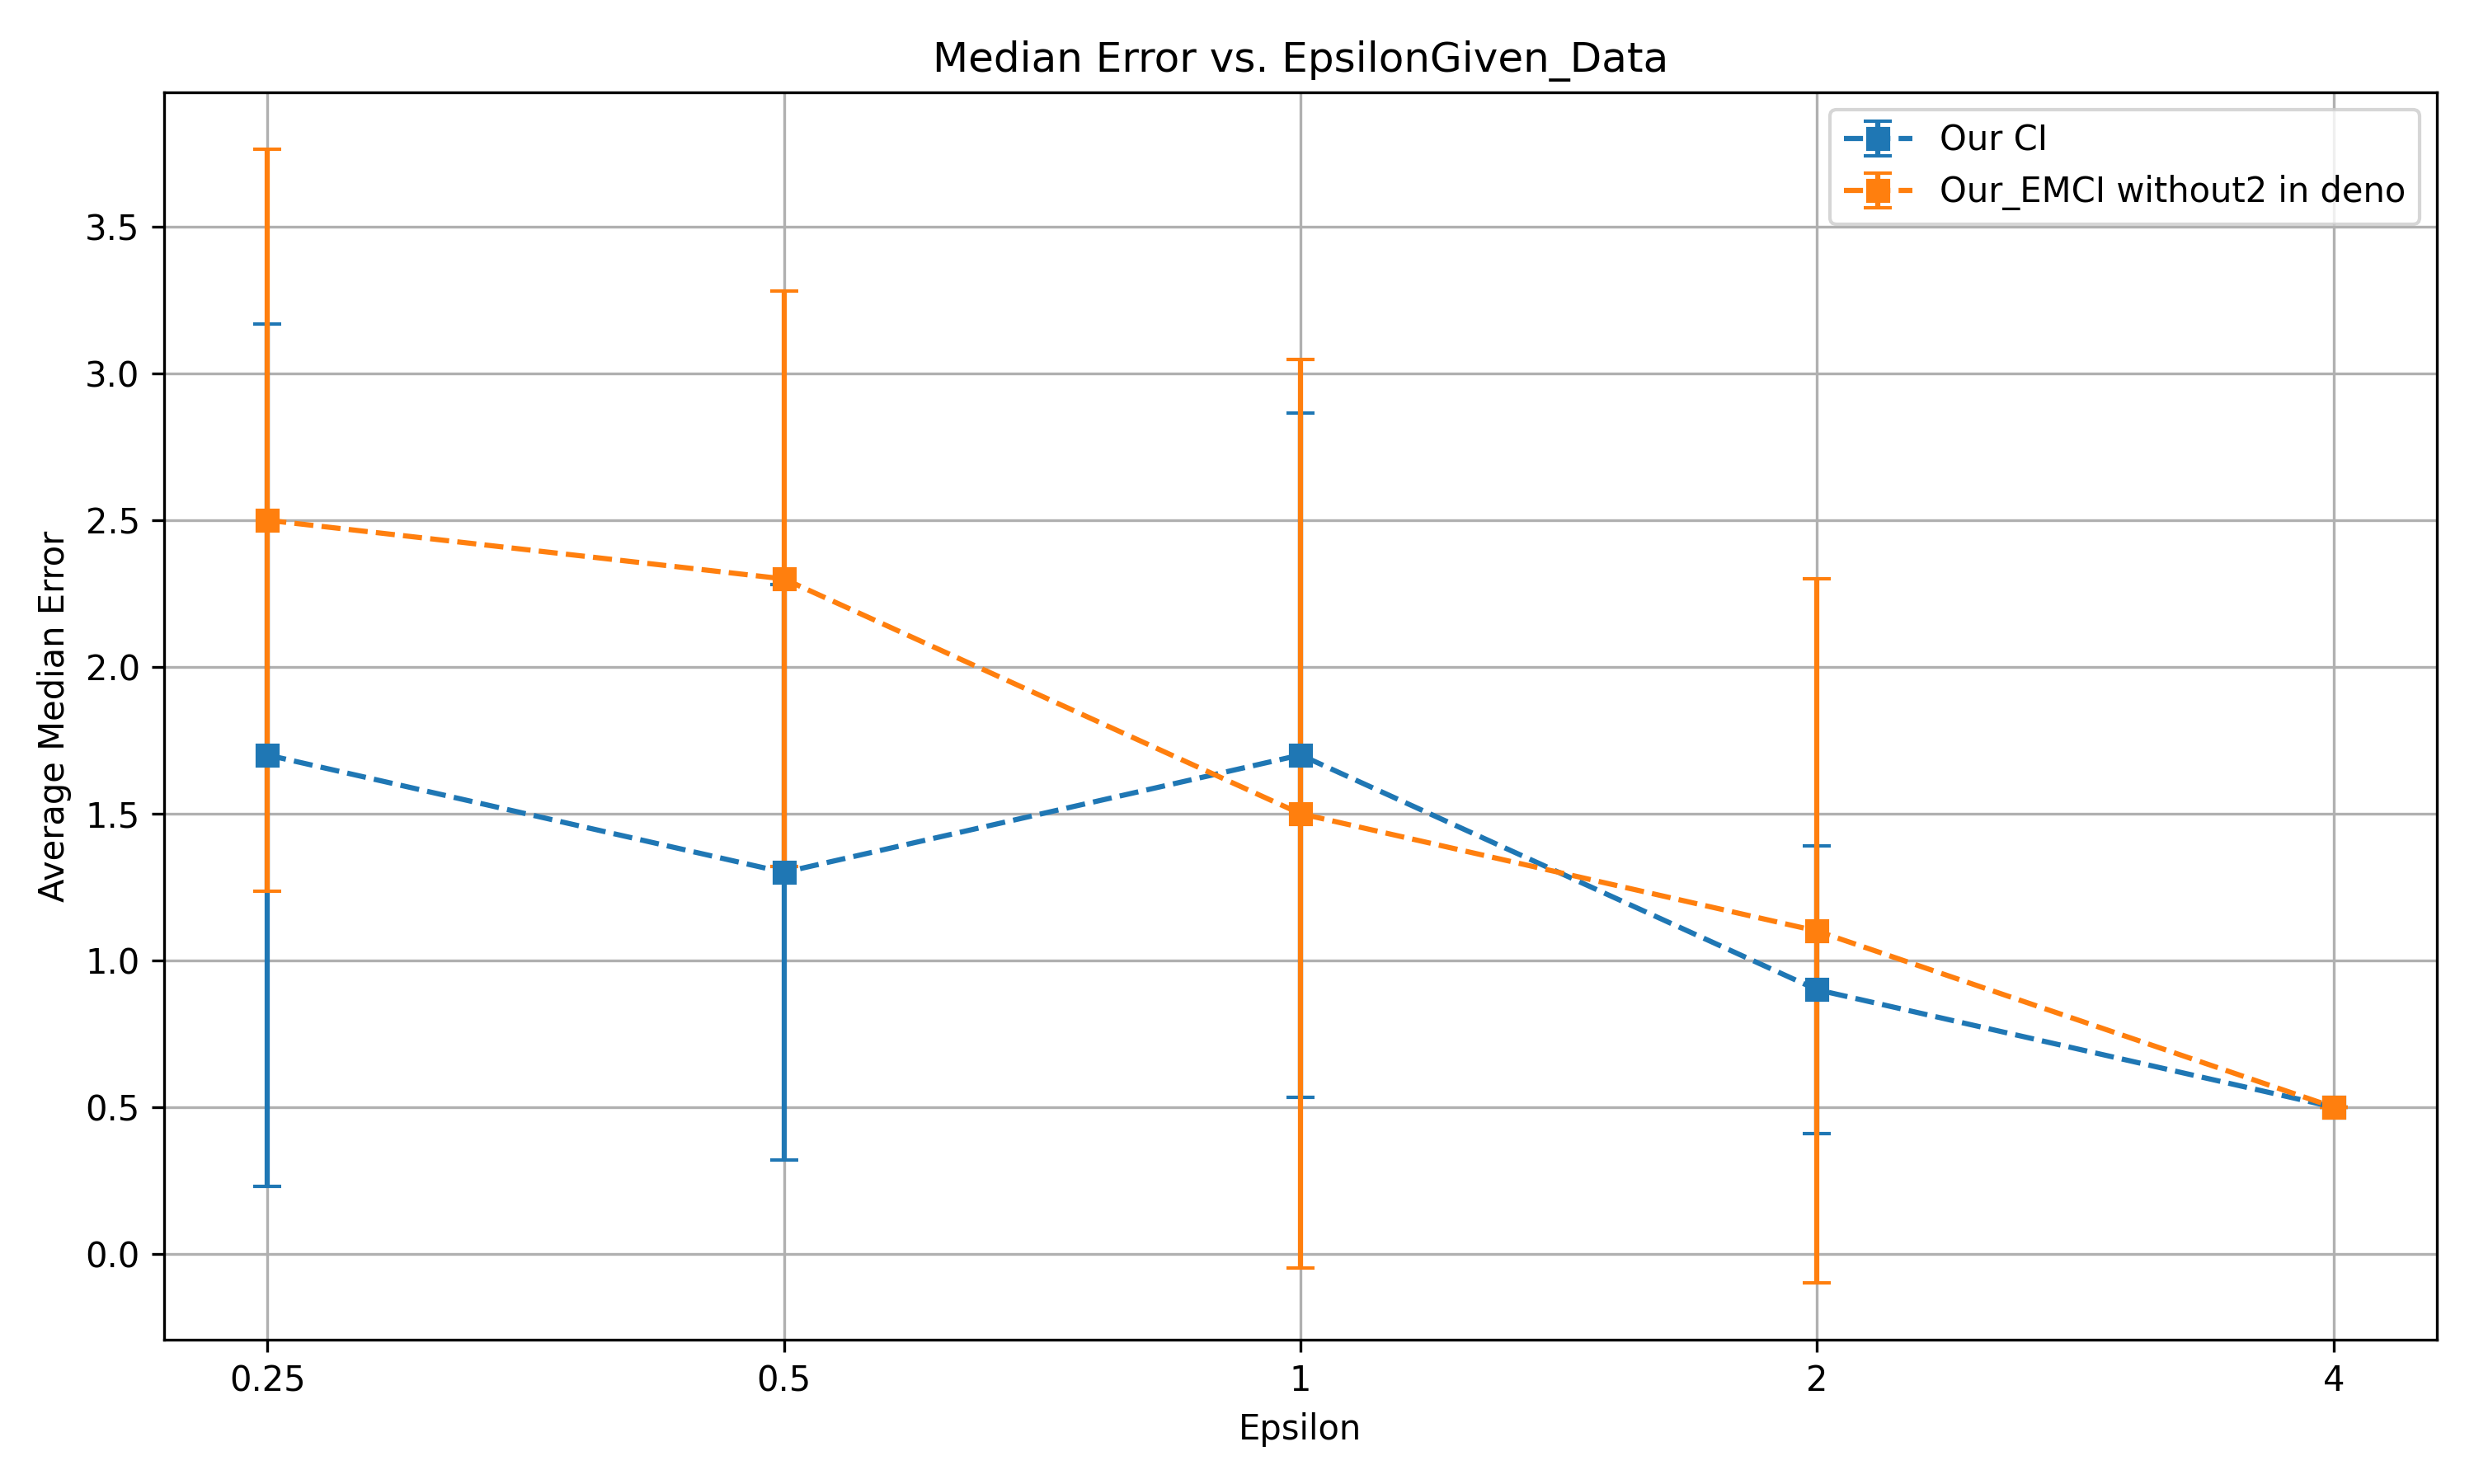 Median Error vs. EpsilonGiven_Data
Our CI
Our_EMCI without2 in deno
Average Median Error
3.5
3.0
2.5
2.0
1.5
1.0
0.5
0.0
0.25 0.5 1 2 4
Epsilon